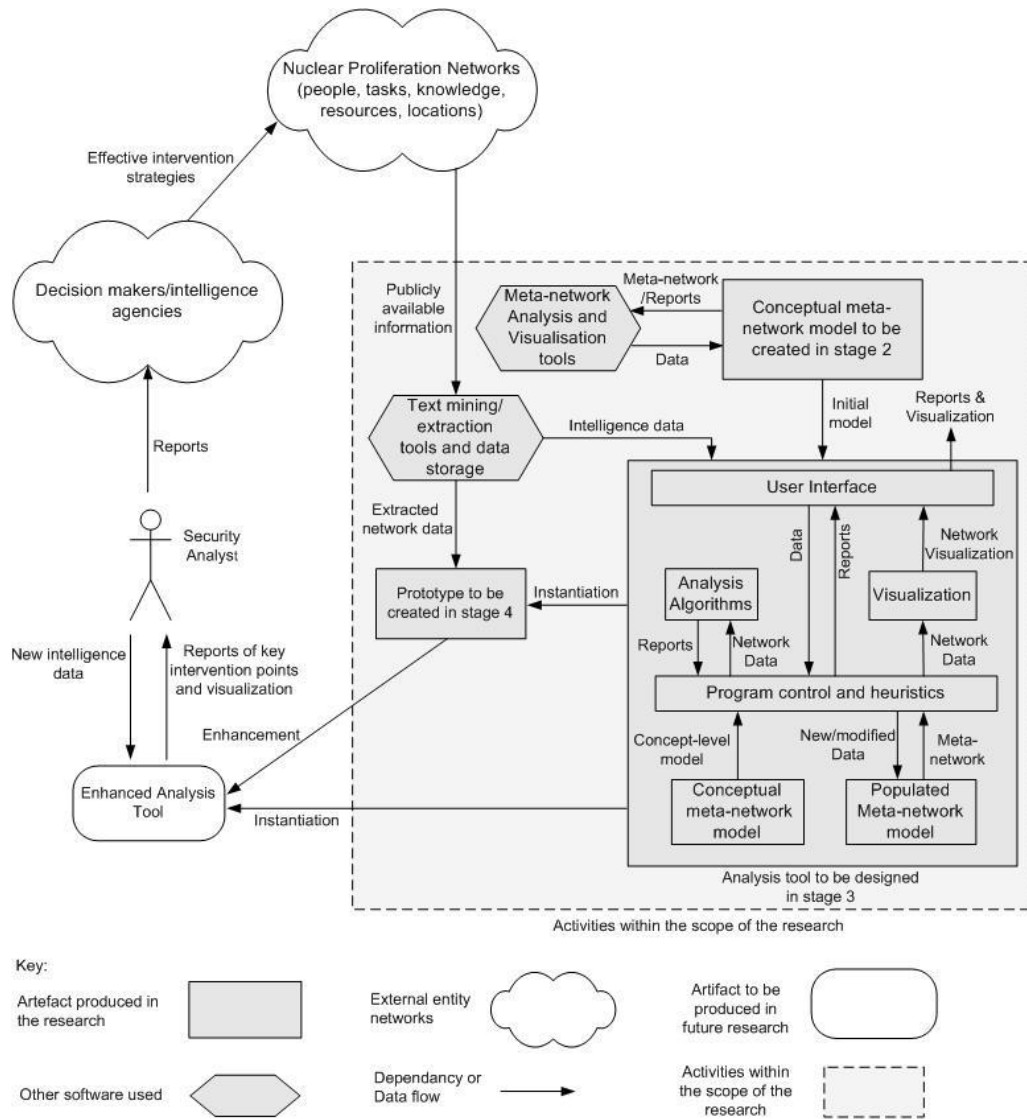 Nuclear Proliferation Networks
(people, tasks, knowledge,
resources, locations)
Effective intervention
strategies
Decision makers/intelligence
agencies
Publicly
available
information
Meta-network
/Reports
Meta-network
Analysis and
Visualisation
tools
Data
Conceptual meta-
network model to be
created in stage 2
Initial
model
Reports &
Visualization
Text mining/
extraction
tools and data
storage
Intelligence data
Reports
Security
Analyst
Extracted
network data
User Interface
Data
Reports
Network
Visualization
Prototype to be
created in stage 4
Instantiation
Analysis
Algorithms
Visualization
Reports
Network
Data
Network
Data
New intelligence
data
Reports of key
intervention points
and visualization
Program control and heuristics
Enhancement
Concept-level
model
New/modified
Data
Meta-
network
Enhanced Analysis
Tool
Instantiation
Conceptual
meta-network
model
Populated
Meta-network
model
Analysis tool to be designed
in stage 3
Activities within the scope of the research
Key:
Artefact produced in
the research
External entity
networks
Artifact to be
produced in
future research
Other software used
Dependancy or
Data flow
Activities within
the scope of the
research